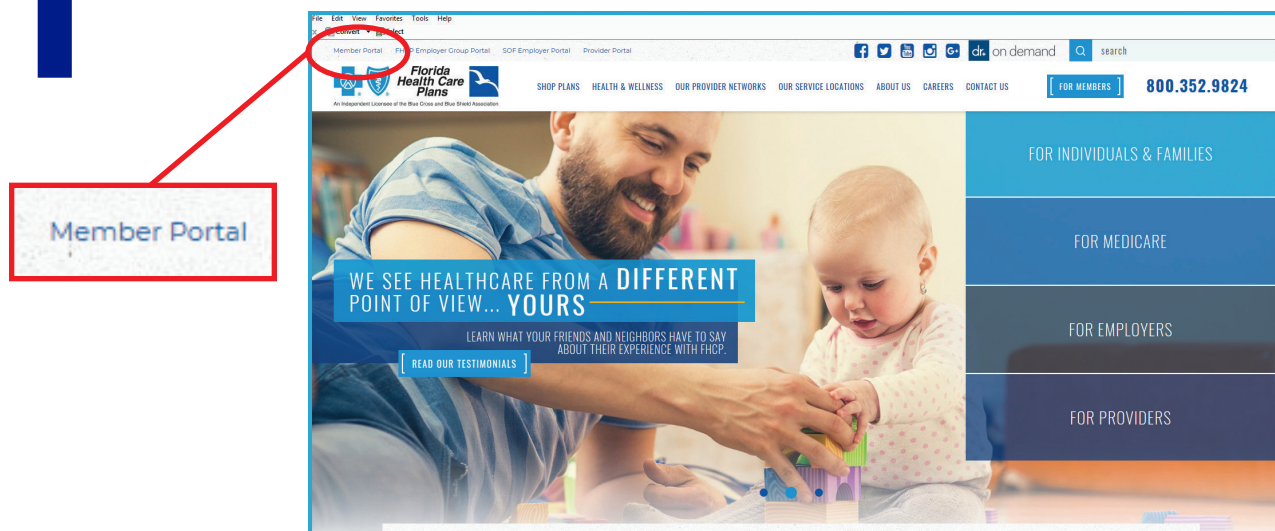 File Edit View Favorites Tools Help
x Convert Select
Member Portal FHCP Employer Group Portal SOF Employer Portal Provider Portal
dr. on demand
search
Florida
Health Care
Plans
An Independent Licensee of the Blue Cross and Blue Shield Association
SHOP PLANS HEALTH & WELLNESS OUR PROVIDER NETWORKS OUR SERVICE LOCATIONS ABOUT US CAREERS CONTACT US
[ FOR MEMBERS ]
800.352.9824
Member Portal
WE SEE HEALTHCARE FROM A DIFFERENT
POINT OF VIEW... YOURS
LEARN WHAT YOUR FRIENDS AND NEIGHBORS HAVE TO SAY
ABOUT THEIR EXPERIENCE WITH FHCP.
[ READ OUR TESTIMONIALS ]
FOR INDIVIDUALS & FAMILIES
FOR MEDICARE
FOR EMPLOYERS
FOR PROVIDERS